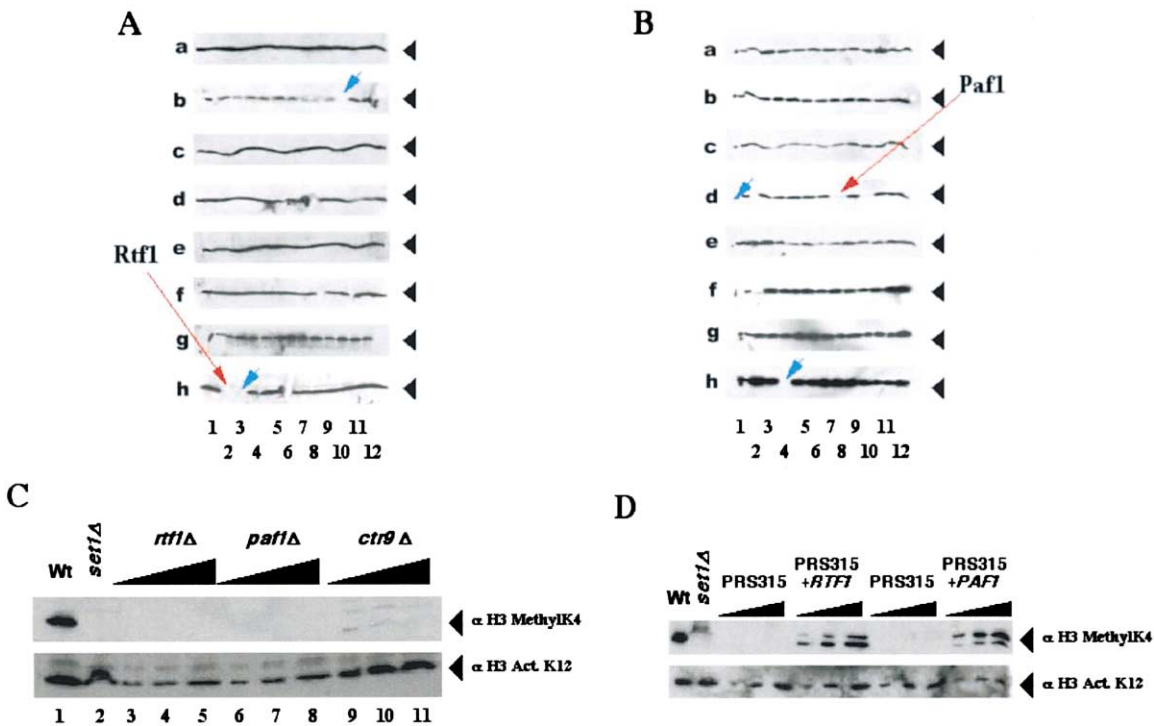 A
a
b
c
d
e
f
g
h
Rtf1
1 3 5 7 9 11
2 4 6 8 10 12
B
a
b
c
d
e
f
g
h
Paf1
1 3 5 7 9 11
2 4 6 8 10 12
C
Wt set1Δ rtf1Δ paf1Δ ctr9 Δ
α H3 MethylK4
α H3 Act. K12
1 2 3 4 5 6 7 8 9 10 11
D
Wt set1Δ PRS315 PRS315 +RTF1 PRS315 PRS315 +PAF1
α H3 MethylK4
α H3 Act. K12